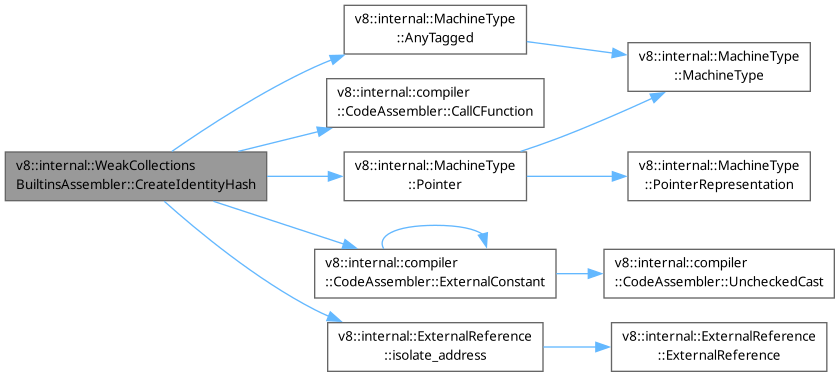 v8::internal::MachineType
::AnyTagged
v8::internal::MachineType
::MachineType
v8::internal::compiler
::CodeAssembler::CallCFunction
v8::internal::WeakCollections
BuiltinsAssembler::CreateIdentityHash
v8::internal::MachineType
::Pointer
v8::internal::MachineType
::PointerRepresentation
v8::internal::compiler
::CodeAssembler::ExternalConstant
v8::internal::compiler
::CodeAssembler::UncheckedCast
v8::internal::ExternalReference
::isolate_address
v8::internal::ExternalReference
::ExternalReference